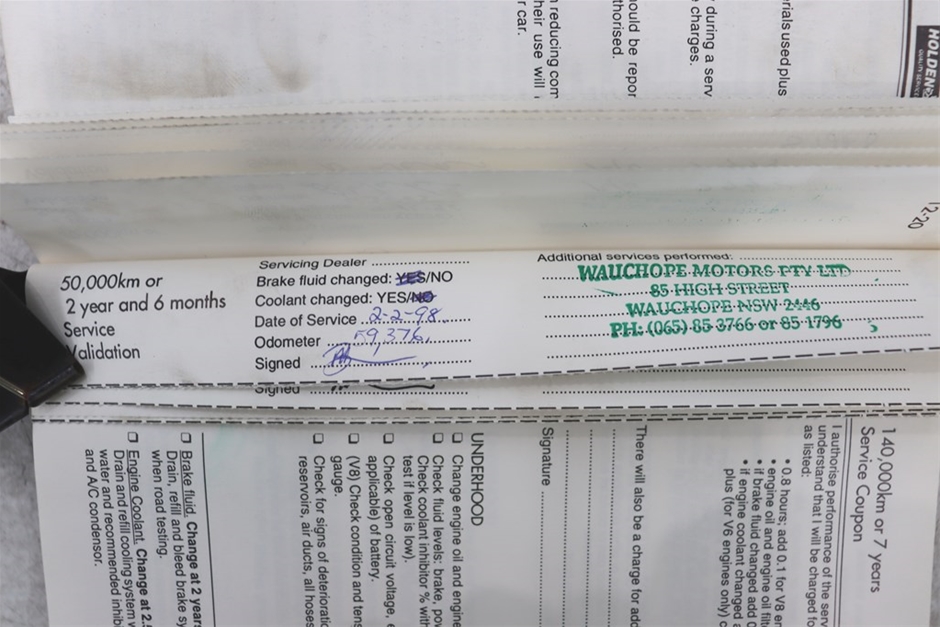 reducing
heir use will
r car.
ould be repor
thorised.
during a serv
charges.
rials used plus
HOLDEN
12-20
50,000km or
2 year and 6 months
Service
Validation
Servicing Dealer
Brake fluid changed: YES/NO
Coolant changed: YES/NO
Date of Service 2-2-98
Odometer 59,376
Signed
Additional services performed:
WAUCHOPE MOTORS PTY LTD
85 HIGH STREET
WAUCHOPE NSW 2446
PH: (065) 85 3766 or 85 1796
Signed
140,000km or 7 years
Service Coupon
I authorise performance of the serv
understand that I will be charged fo
as listed:
• 0.8 hours; add 0.1 for V8 en
• engine oil and engine oil filt
• if brake fluid changed add 0
• if engine coolant changed a
plus (for V6 engines only) c
There will also be a charge for add
Signature
UNDERHOOD
❑ Change engine oil and engine
❑ Check fluid levels: brake, pow
Check coolant inhibitor % with
test if level is low).
❑ Check open circuit voltage, e
applicable) of battery.
❑ (V8) Check condition and tens
gauge.
❑ Check for signs of deterioratio
reservoirs, air ducts, all hoses
❑ Brake fluid. Change at 2 years
Drain, refill and bleed brake sy
when road testing.
❑ Engine Coolant. Change at 2.5
Drain and refill cooling system w
water and recommended inhibi
and A/C condensor.